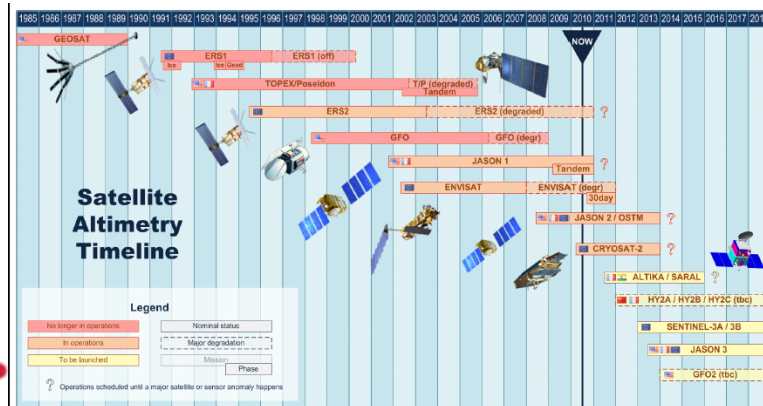 1985 1986 1987 1988 1989 1990 1991 1992 1993 1994 1995 1996 1997 1998 1999 2000 2001 2002 2003 2004 2005 2006 2007 2008 2009 2010 2011 2012 2013 2014 2015 2016 2017
NOW
GEOSAT
ERS1
ERS1 (off)
Ice
Ice
Geod
TOPEX/Poseidon
T/P (degraded)
Tandem
ERS2
ERS2 (degraded)
?
GFO
GFO (degr)
JASON 1
?
Tandem
ENVISAT
ENVISAT (degr)
30day
JASON 2 / OSTM
?
CRYOSAT-2
?
ALTIKA / SARAL
?
HY2A / HY2B / HY2C (tbc)
SENTINEL-3A / 3B
JASON 3
GFO2 (tbc)
Satellite
Altimetry
Timeline
Legend
No longer in operations
Nominal status
In operations
Major degradation
To be launched
Mission
Phase
? Operations scheduled until a major satellite or sensor anomaly happens